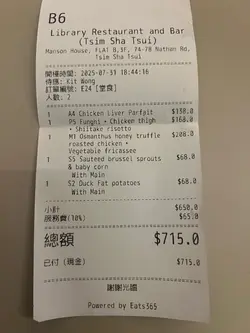 B6
Library Restaurant and Bar
(Tsim Sha Tsui)
Manson House, FLAT B,3F, 74-78 Nathan Rd,
Tsim Sha Tsui
開檯時間: 2025-07-31 18:44:16
侍應: Kit Wong
訂單編號: E24 [堂食]
人數: 2
1 A4 Chicken Liver Parfait $138.0
1 P5 Funghi • Chicken thigh $168.0
• Shiitake risotto
1 M1 Osmanthus honey truffle $208.0
roasted chicken •
Vegetable fricassee
1 S5 Sauteed brussel sprouts $68.0
& baby corn
With Main
1 S2 Duck Fat potatoes $68.0
With Main
小計 $650.0
服務費(10%) $65.0
總額 $715.0
已付 (現金) $715.0
謝謝光臨
Powered by Eats365